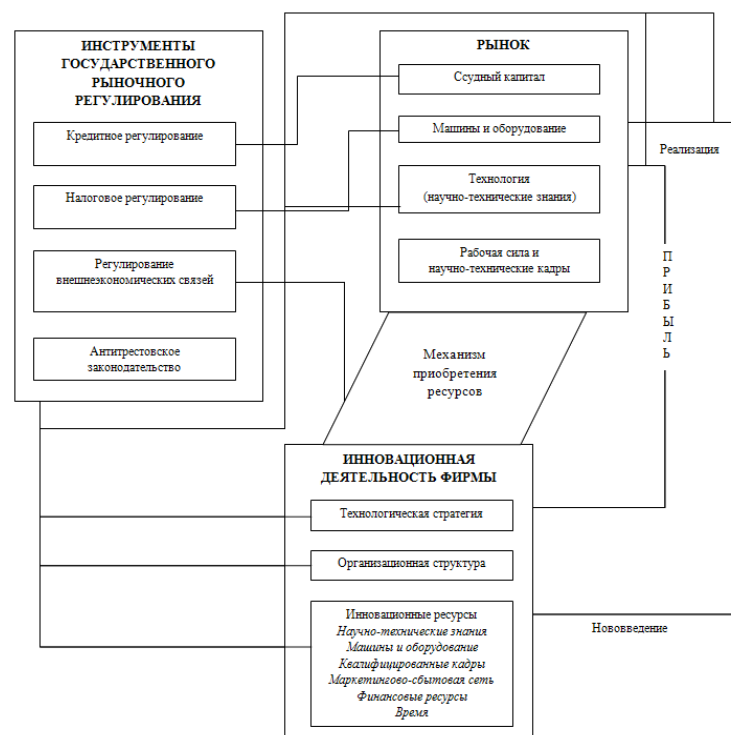 ИНСТРУМЕНТЫ
ГОСУДАРСТВЕННОГО
РЫНОЧНОГО
РЕГУЛИРОВАНИЯ
Кредитное регулирование
Налоговое регулирование
Регулирование
внешнеэкономических связей
Антитрестовское
законодательство
РЫНОК
Ссудный капитал
Машины и оборудование
Технология
(научно-технические знания)
Рабочая сила и
научно-технические кадры
Реализация
П
Р
И
Б
Ы
Л
Ь
Механизм
приобретения
ресурсов
ИННОВАЦИОННАЯ
ДЕЯТЕЛЬНОСТЬ ФИРМЫ
Технологическая стратегия
Организационная структура
Инновационные ресурсы
Научно-технические знания
Машины и оборудование
Квалифицированные кадры
Маркетингово-сбытовая сеть
Финансовые ресурсы
Время
Нововведение